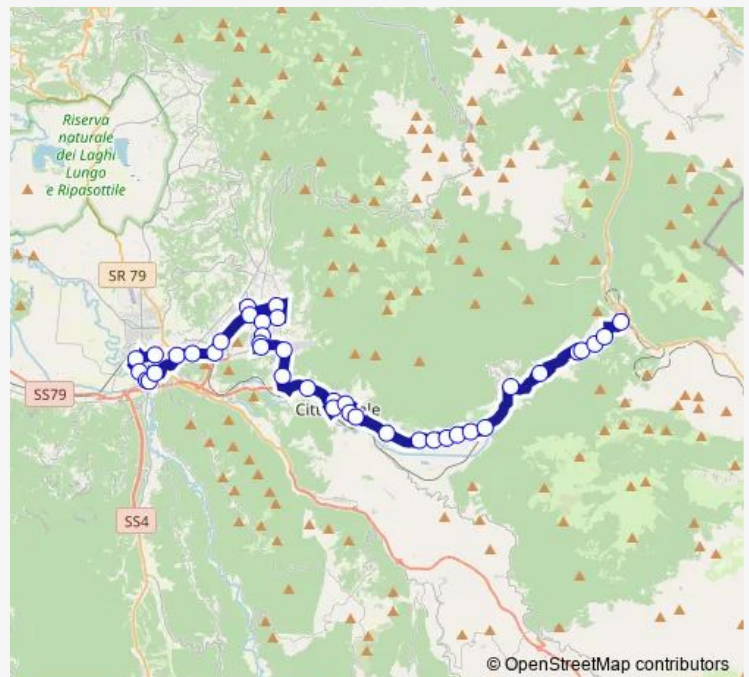 Riserva
naturale
dei Laghi
Lungo
e Ripasottile
SR 79
SS79
SS4
© OpenStreetMap contributors